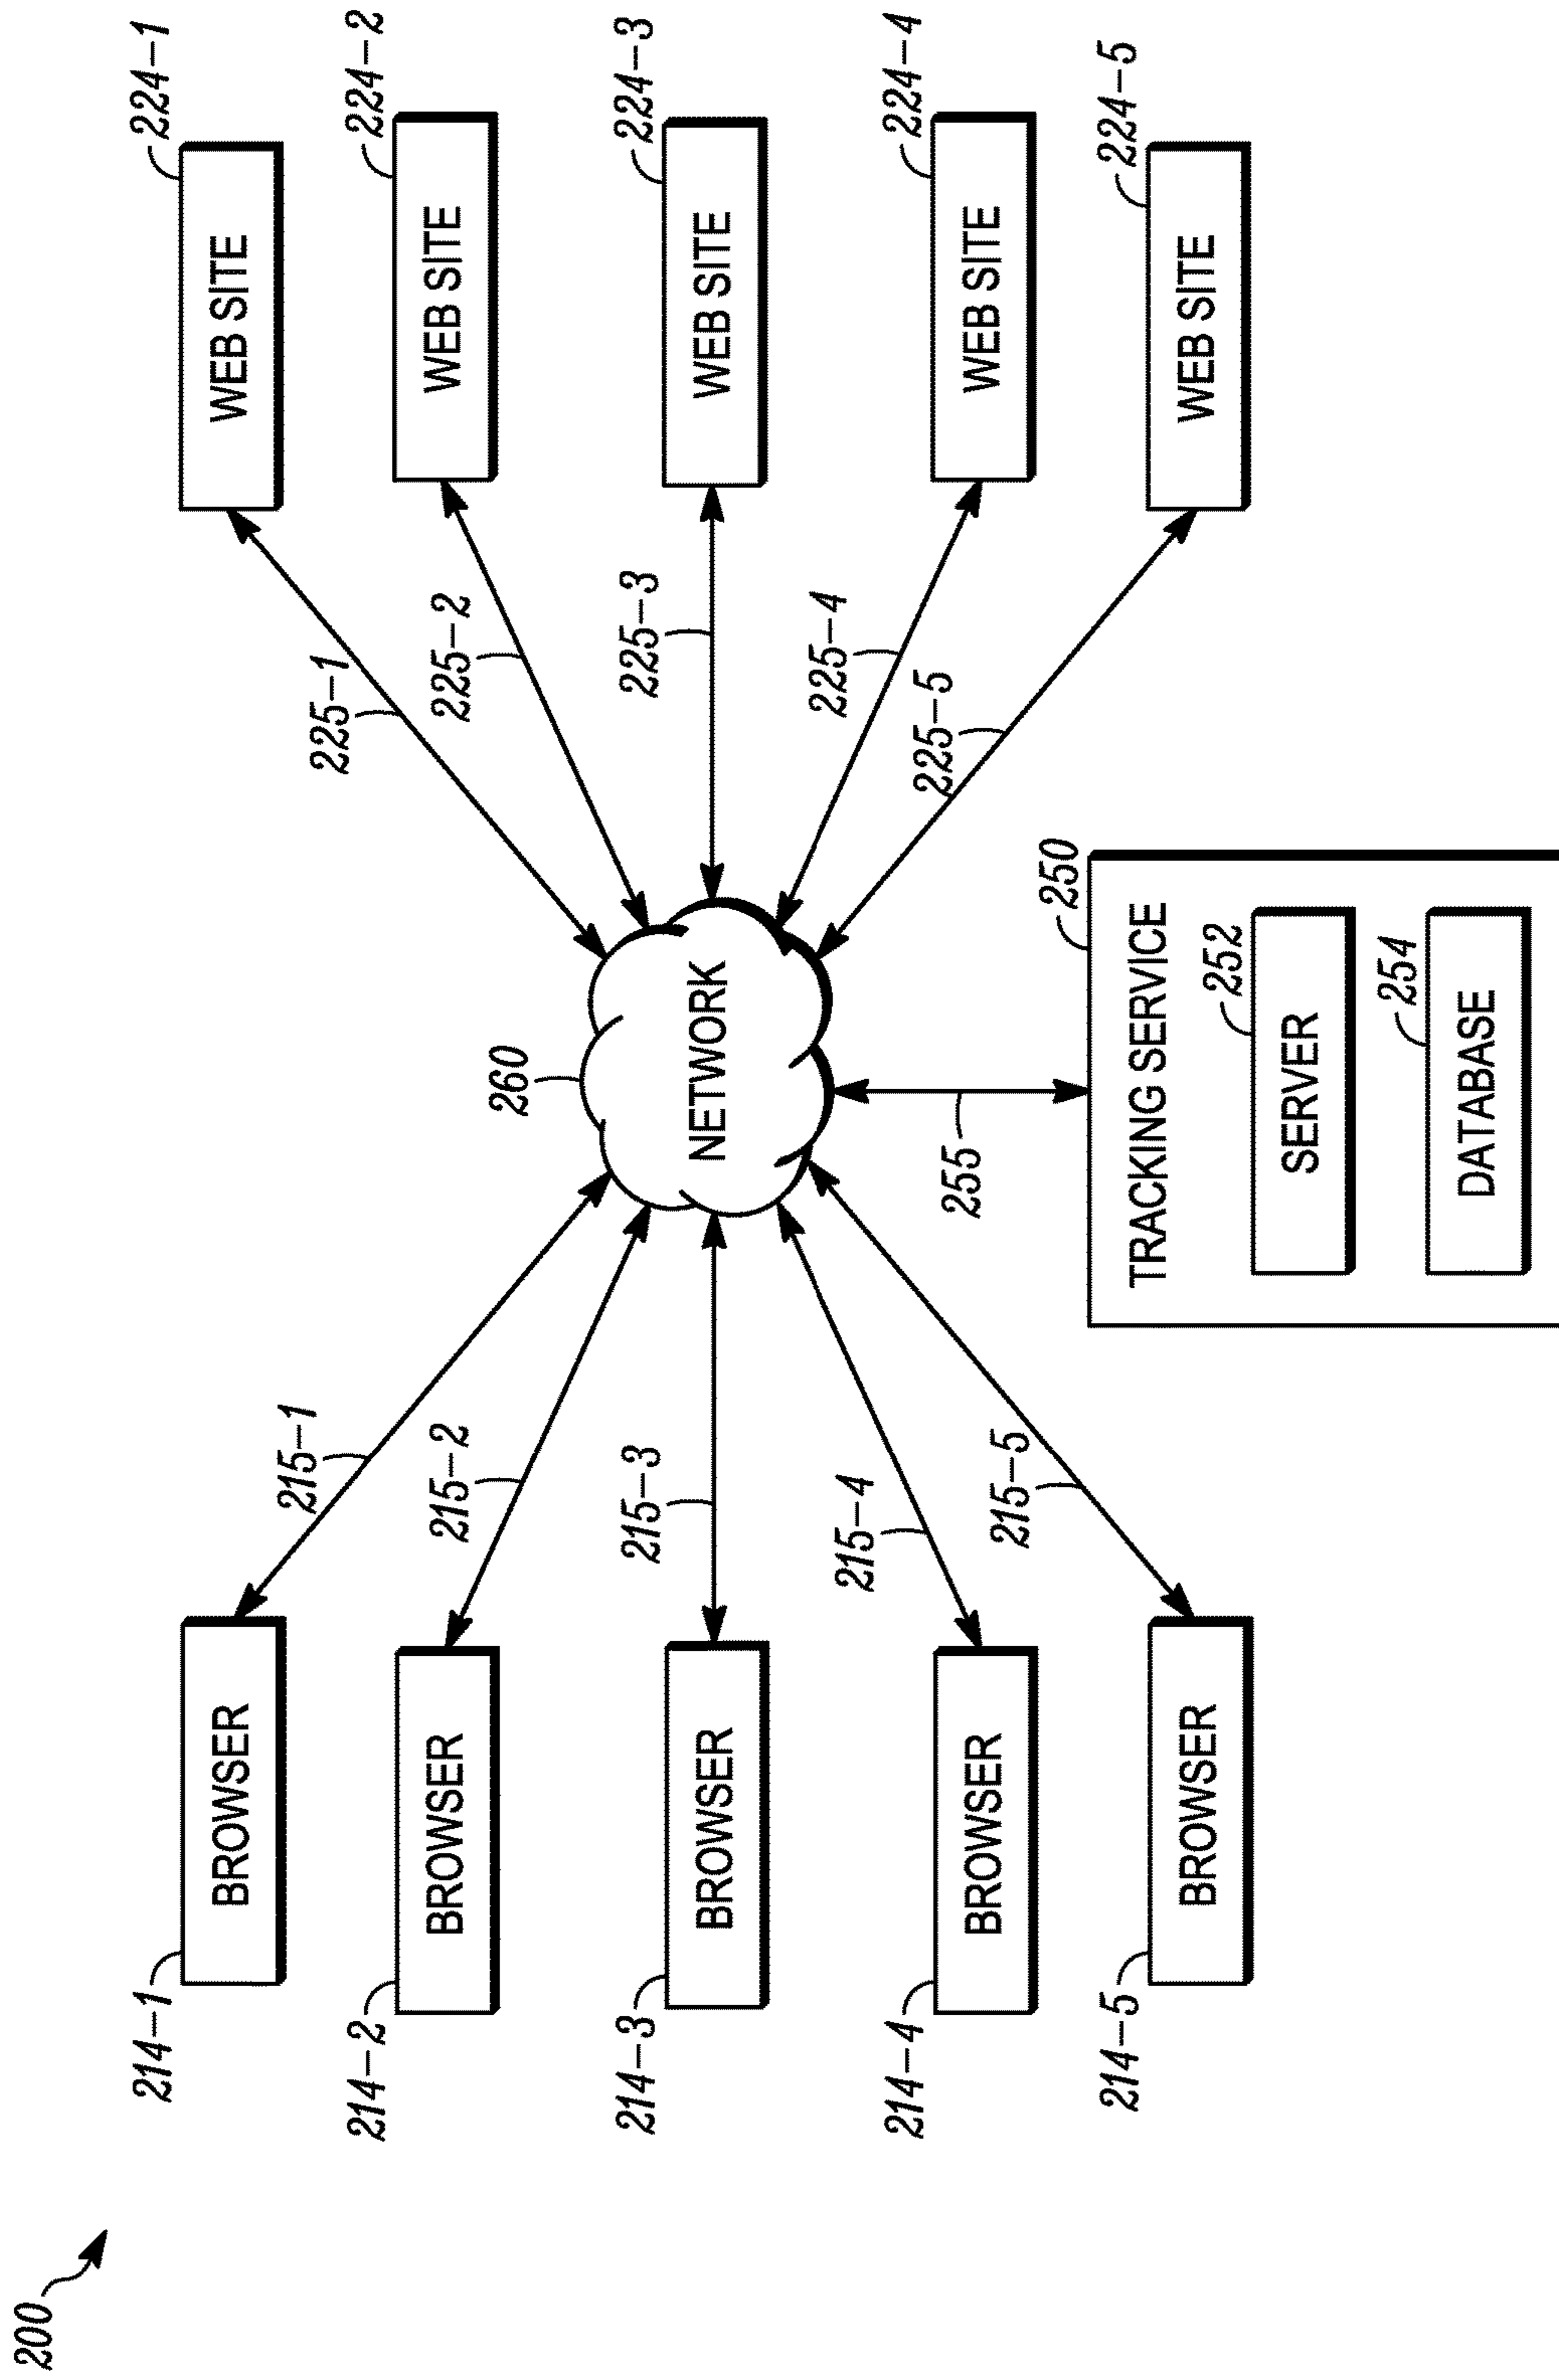 200
214-1
BROWSER
215-1
225-1
WEB SITE
224-1
214-2
BROWSER
215-2
225-2
WEB SITE
224-2
260
NETWORK
214-3
BROWSER
215-3
225-3
WEB SITE
224-3
214-4
BROWSER
215-4
225-4
WEB SITE
224-4
214-5
BROWSER
215-5
225-5
WEB SITE
224-5
255
250
TRACKING SERVICE
252
SERVER
254
DATABASE